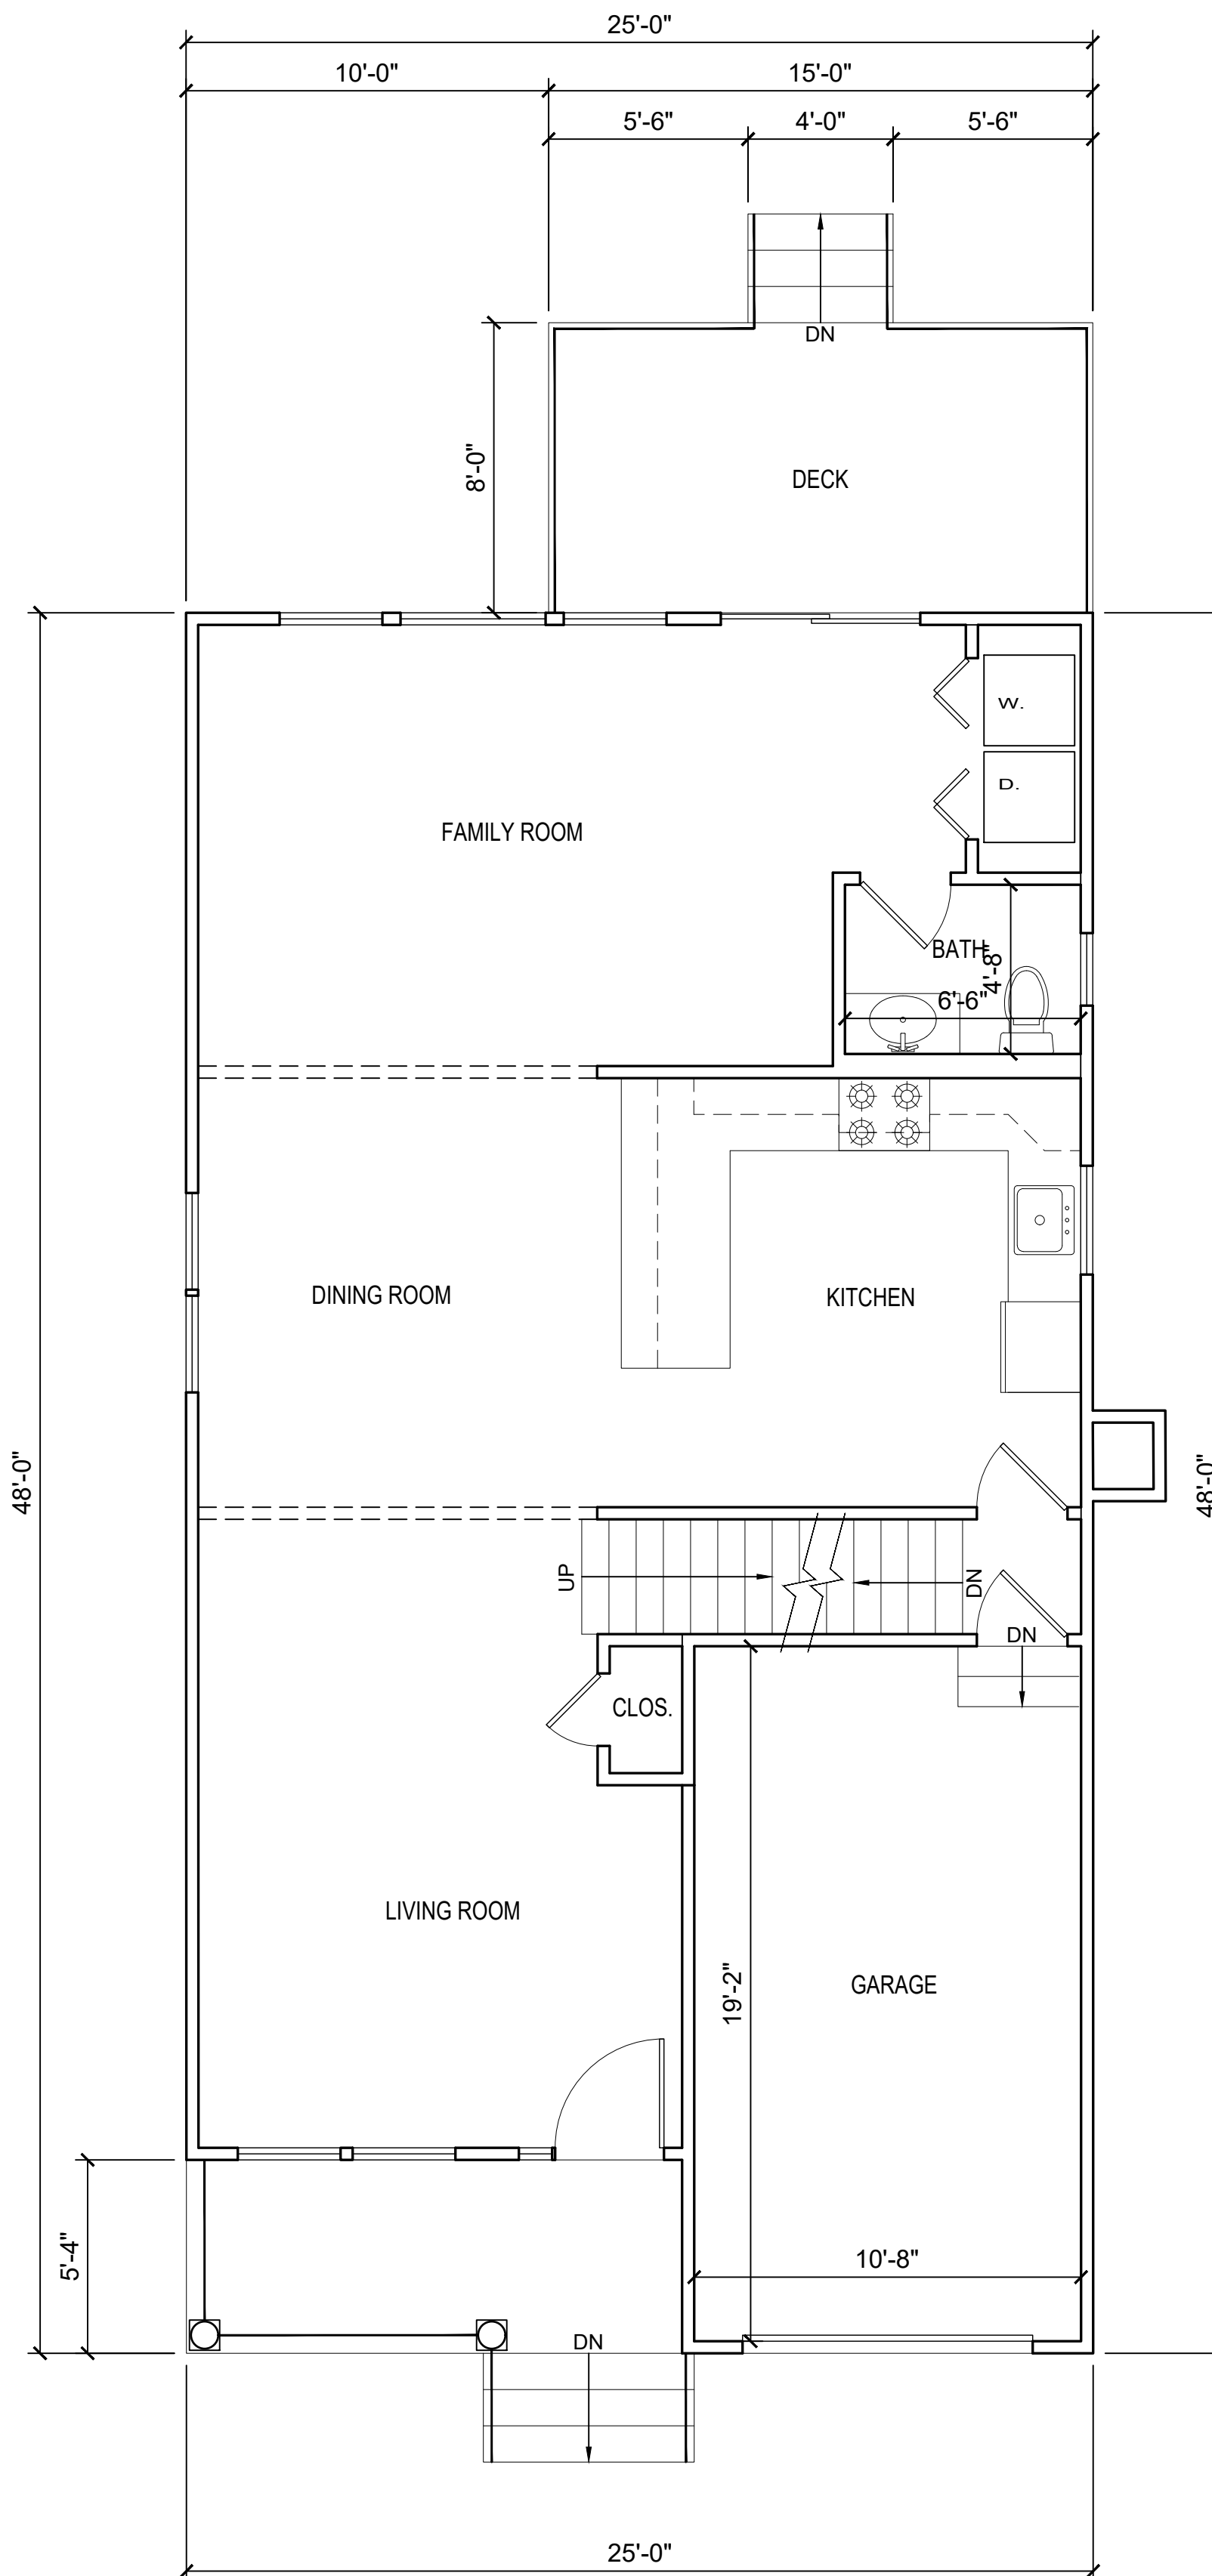 25'-0"
10'-0"
15'-0"
5'-6"
4'-0"
5'-6"
DN
8'-0"
DECK
W.
D.
FAMILY ROOM
BATH
4'-8"
6'-6"
DINING ROOM
KITCHEN
48'-0"
48'-0"
UP
DN
DN
CLOS.
LIVING ROOM
GARAGE
19'-2"
5'-4"
10'-8"
DN
25'-0"